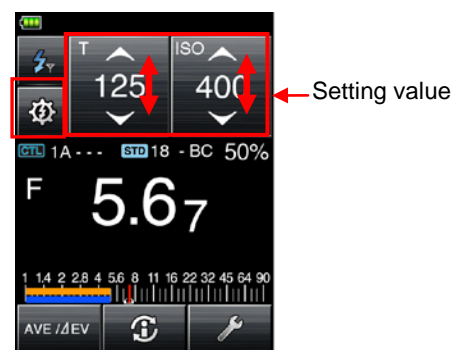 T ISO
125 400
Setting value
CTL 1A - - - STD 18 - BC 50%
F 5.6 7
1 1.4 2 2.8 4 5.6 8 11 16 22 32 45 64 90
AVE /⊿EV